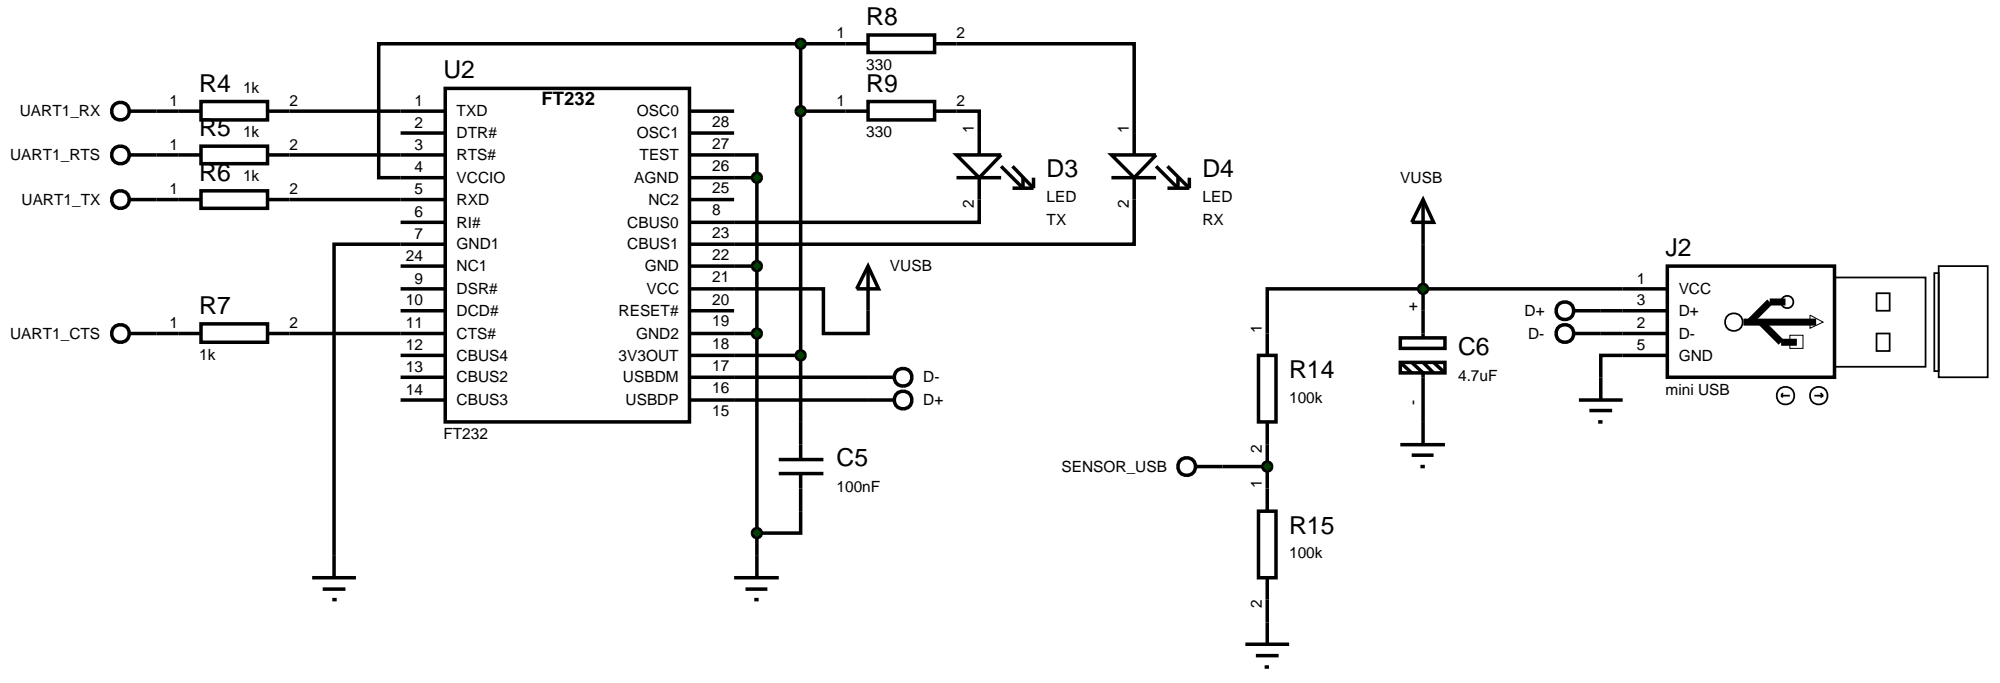 R8
1
2
330
R9
1
2
330
U2
FT232
R4 1k
UART1_RX
1
2
R5 1k
UART1_RTS
1
2
R6 1k
UART1_TX
1
2
R7
UART1_CTS
1
2
1k
1 TXD
2 DTR#
3 RTS#
4 VCCIO
5 RXD
6 RI#
7 GND1
24 NC1
9 DSR#
10 DCD#
11 CTS#
12 CBUS4
13 CBUS2
14 CBUS3
OSC0 28
OSC1 27
TEST 26
AGND 25
NC2 8
CBUS0 23
CBUS1 22
GND 21
VCC 20
RESET# 19
GND2 18
3V3OUT 17
USBDM 16
USBDP 15
FT232
1
D3
LED
TX
2
1
D4
LED
RX
2
VUSB
D-
D+
C5
100nF
VUSB
+
C6
4.7uF
-
1
R14
100k
2
SENSOR_USB
1
R15
100k
2
J2
1 VCC
D+ 3 D+
D- 2 D-
5 GND
mini USB